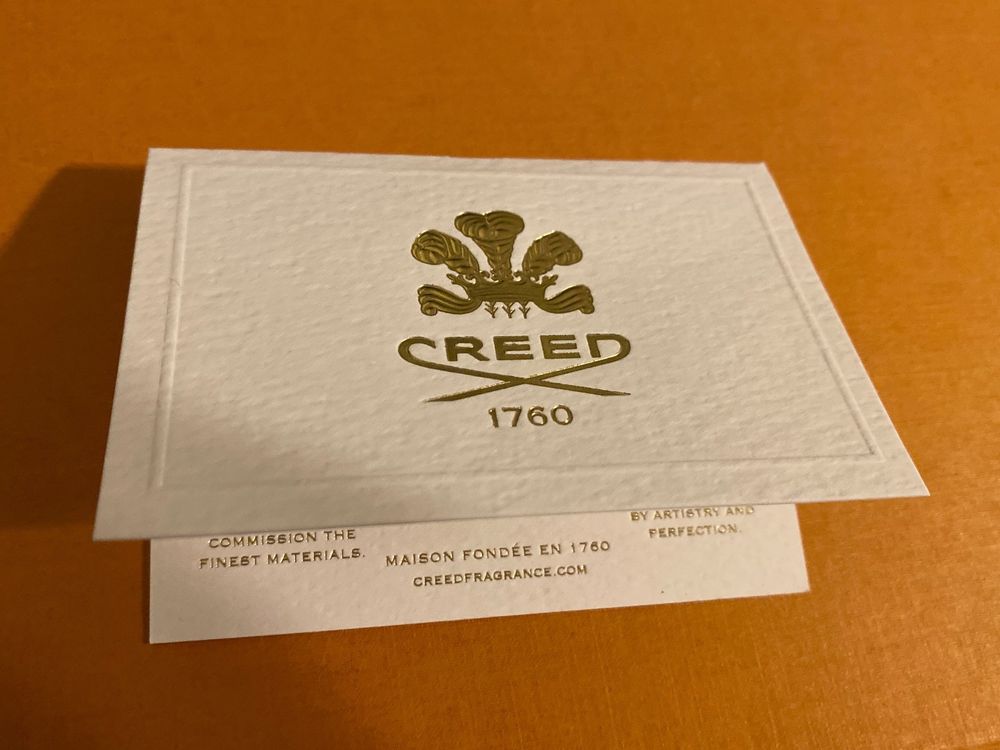 CREED
1760
COMMISSION THE
FINEST MATERIALS.
MAISON FONDÉE EN 1760
CREEDFRAGRANCE.COM
BY ARTISTRY AND
PERFECTION.